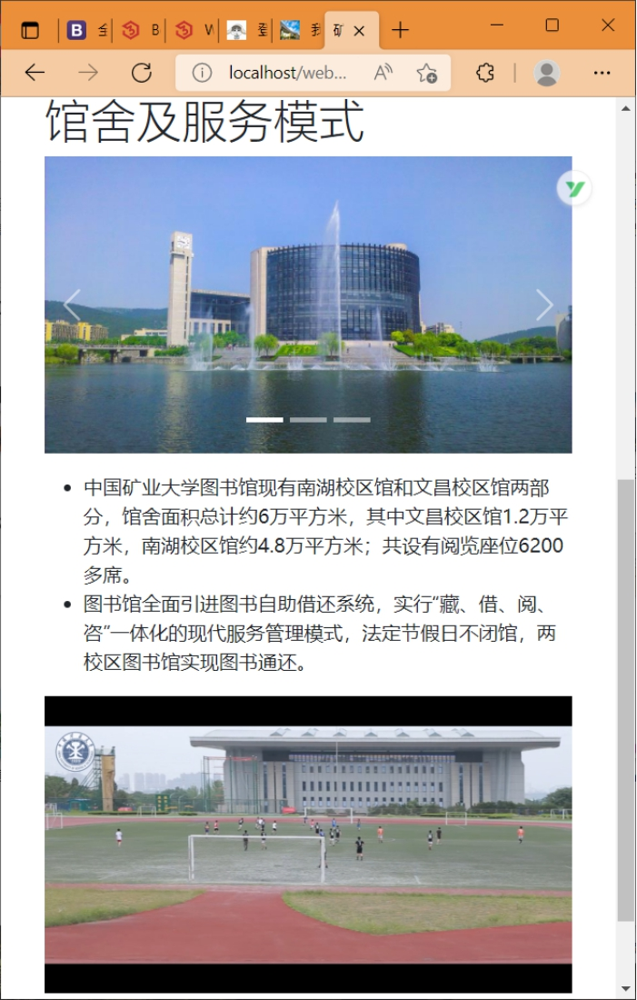 全
B
W
登
我
矿
localhost/web...
馆舍及服务模式
中国矿业大学图书馆现有南湖校区馆和文昌校区馆两部
分，馆舍面积总计约6万平方米，其中文昌校区馆1.2万平
方米，南湖校区馆约4.8万平方米；共设有阅览座位6200
多席。
图书馆全面引进图书自助借还系统，实行“藏、借、阅、
咨”一体化的现代服务管理模式，法定节假日不闭馆，两
校区图书馆实现图书通还。